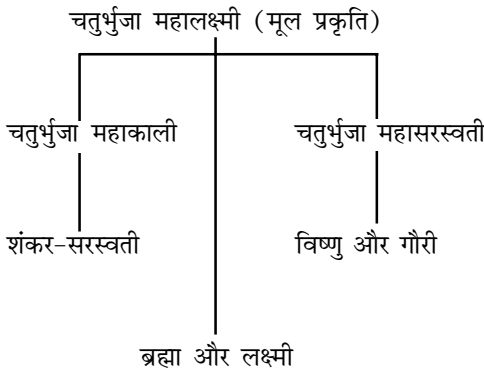 चतुर्भुजा महालक्ष्मी (मूल प्रकृति)
चतुर्भुजा महाकाली चतुर्भुजा महासरस्वती
शंकर-सरस्वती विष्णु और गौरी
ब्रह्मा और लक्ष्मी